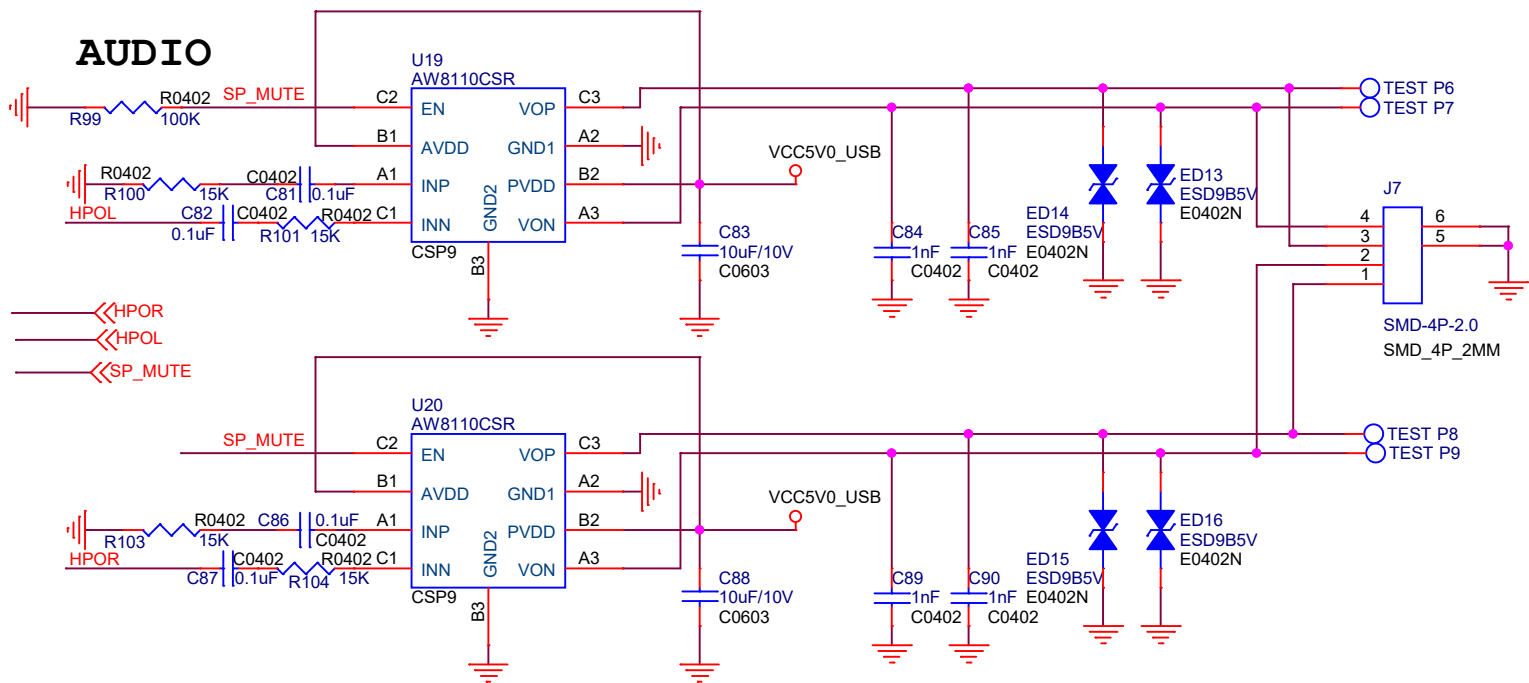 AUDIO
U19
AW8110CSR
R99
R0402
100K
SP_MUTE
C2
EN
B1
AVDD
A1
INP
C1
INN
GND2
B3
VOP
C3
GND1
A2
PVDD
B2
VON
A3
CSP9
R0402
R100
15K
C0402
C81
0.1uF
HPOL
C82
0.1uF
C0402
R101
R0402
15K
VCC5V0_USB
C83
10uF/10V
C0603
C84
1nF
C0402
C85
1nF
C0402
ED14
ESD9B5V
E0402N
ED13
ESD9B5V
E0402N
TEST P6
TEST P7
J7
4
3
2
1
6
5
SMD-4P-2.0
SMD_4P_2MM
HPOR
HPOL
SP_MUTE
U20
AW8110CSR
SP_MUTE
C2
EN
B1
AVDD
A1
INP
C1
INN
GND2
B3
VOP
C3
GND1
A2
PVDD
B2
VON
A3
CSP9
R103
R0402
15K
C86
0.1uF
C0402
HPOR
C87
C0402
0.1uF
R104
R0402
15K
VCC5V0_USB
C88
10uF/10V
C0603
C89
1nF
C0402
C90
1nF
C0402
ED15
ESD9B5V
E0402N
ED16
ESD9B5V
E0402N
TEST P8
TEST P9